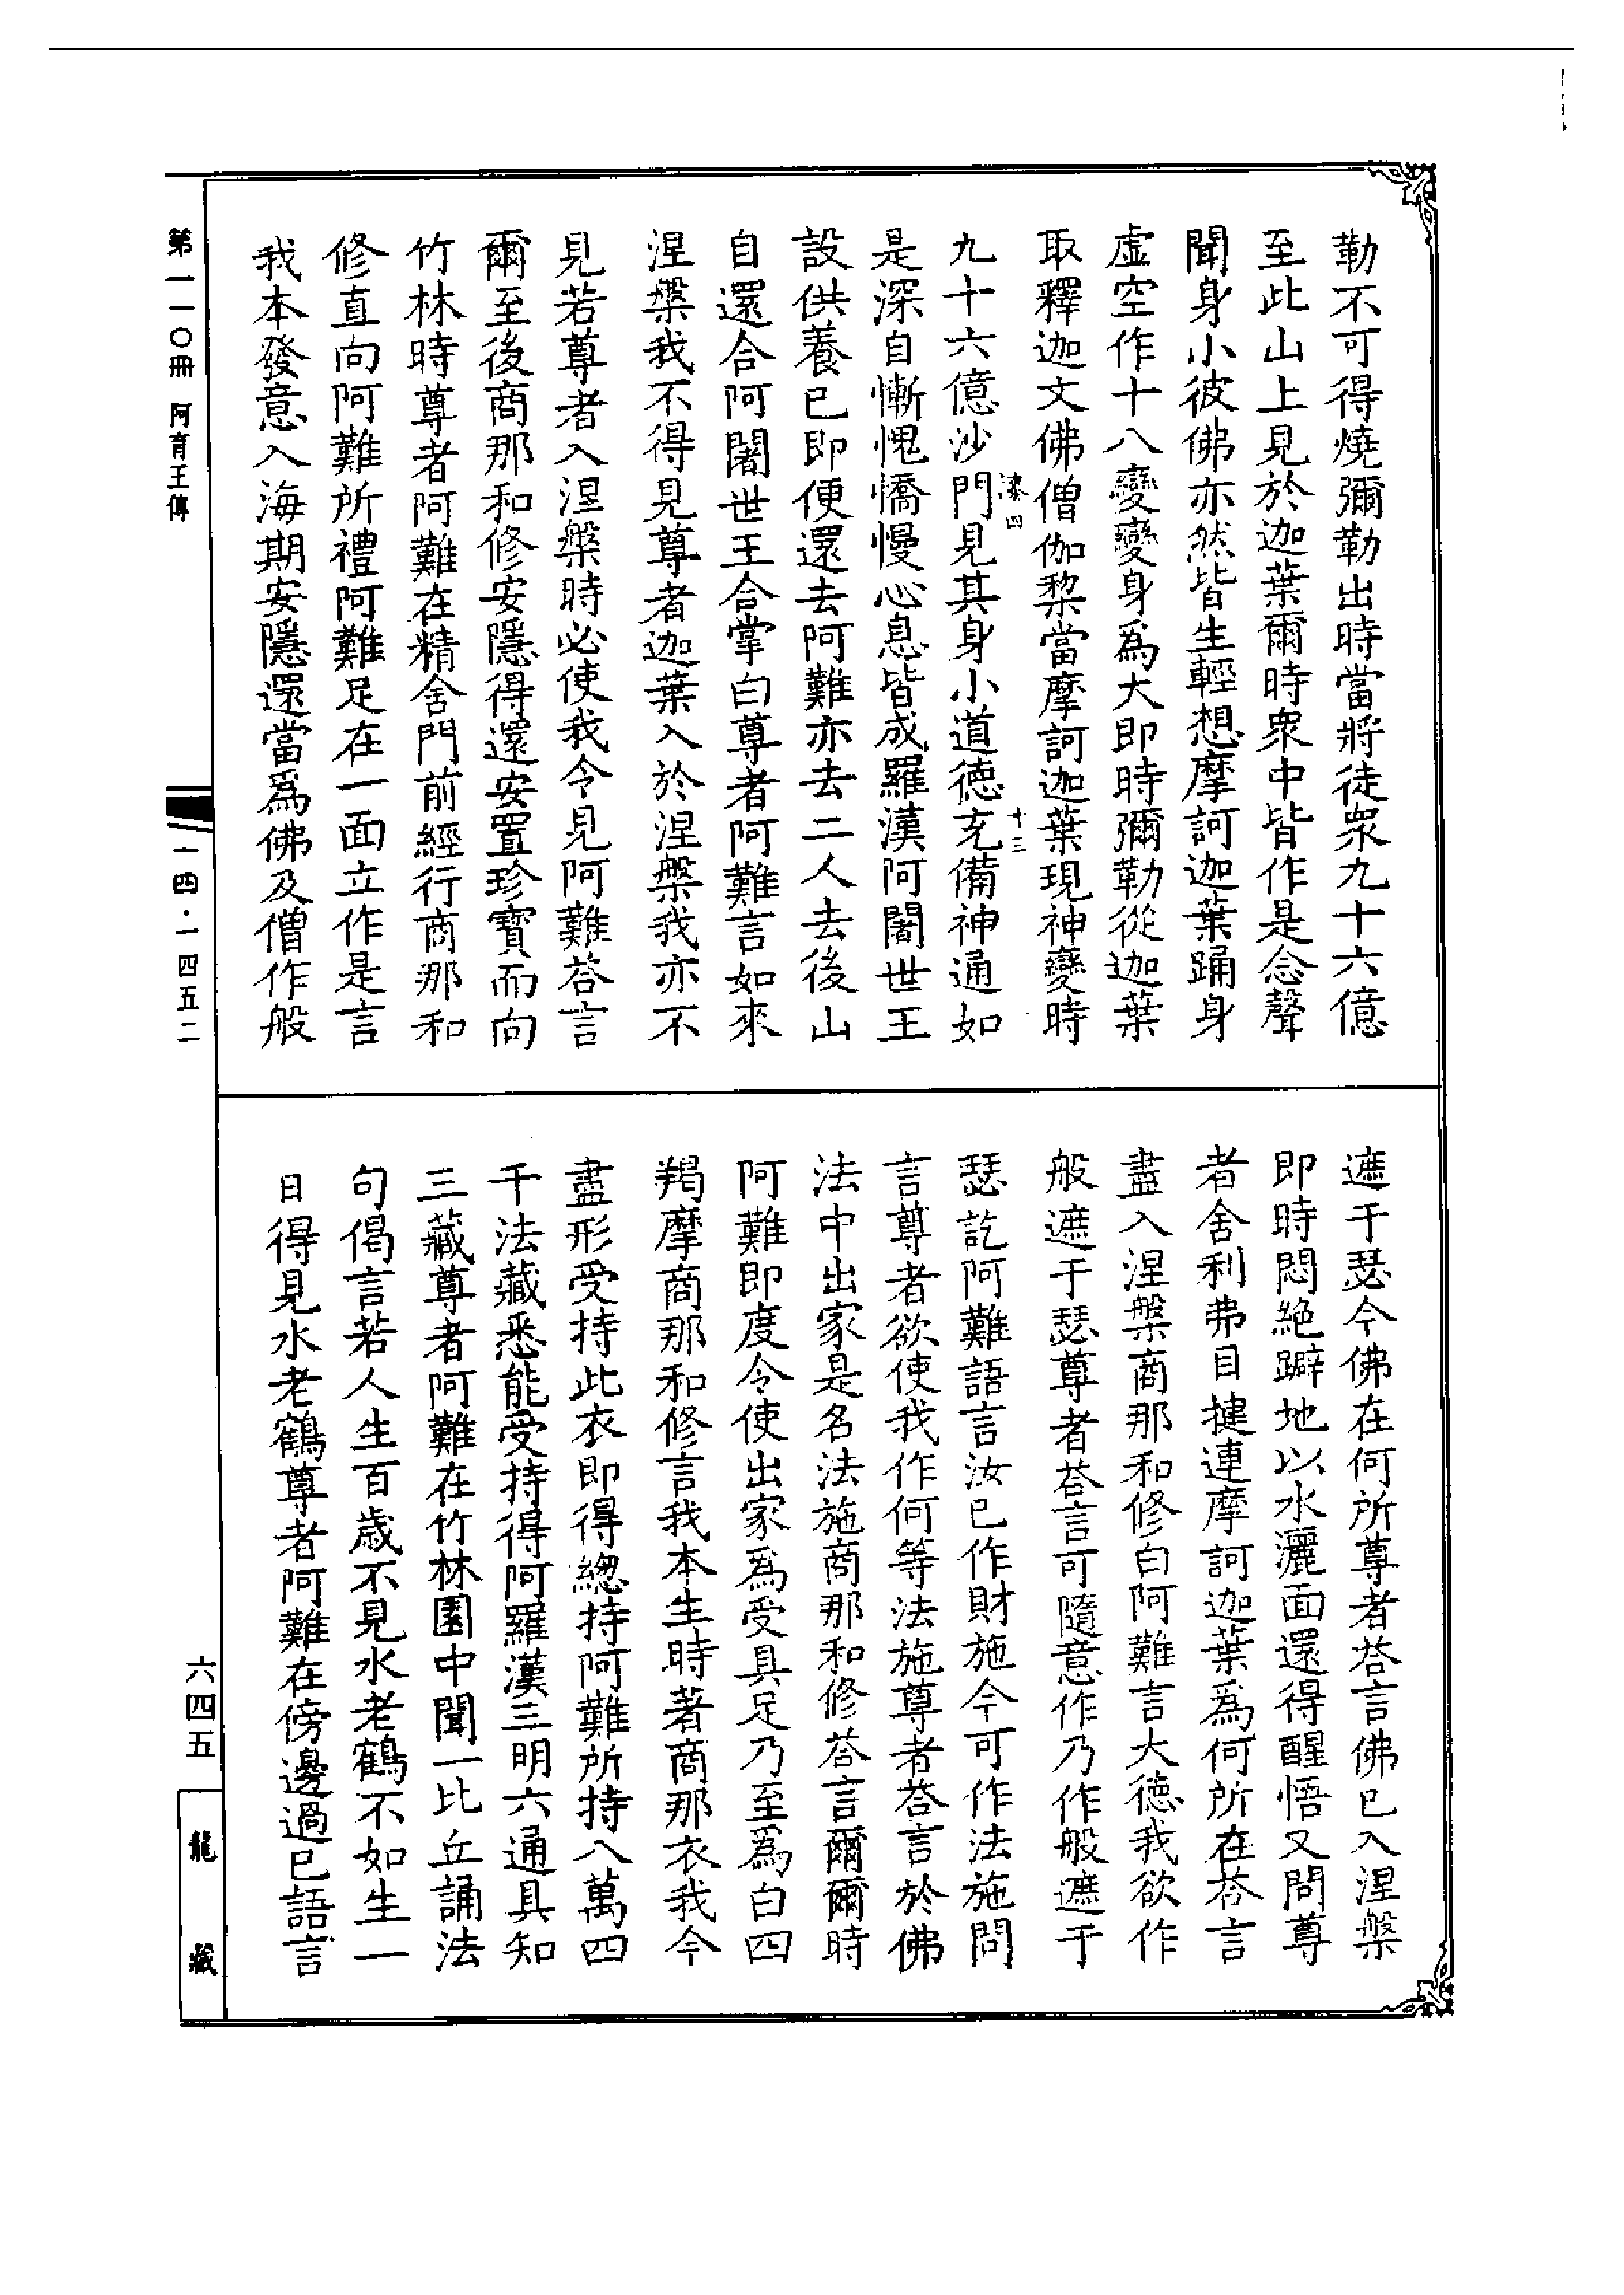 勒不可得燒彌勒出時當將徒衆九十六億
至此山上見於迦葉爾時衆中皆作是念聲
聞身小彼佛亦然皆生輕想摩訶迦葉踊身
虛空作十八變變身爲大即時彌勒從迦葉
取釋迦文佛僧伽棃當摩訶迦葉現神變時
九十六億沙門見其身小道德充備神通如
是深自慚愧憍慢心息皆成羅漢阿闍世王
設供養已即便還去阿難亦去二人去後山
自還合阿闍世王合掌白尊者阿難言如來
涅槃我不得見尊者迦葉入於涅槃我亦不
見若尊者入涅槃時必使我令見阿難荅言
爾至後商那和修安隱得還安置珍寶而向
竹林時尊者阿難在精舍門前經行商那和
修直向阿難所禮阿難足在一面立作是言
我本發意入海期安隱還當爲佛及僧作般
遮于瑟今佛在何所尊者荅言佛已入涅槃
即時悶絶躃地以水灑面還得醒悟又問尊
者舍利弗目揵連摩訶迦葉爲何所在荅言
盡入涅槃商那和修白阿難言大德我欲作
般遮于瑟尊者荅言可隨意作乃作般遮于
瑟訖阿難語言汝已作財施今可作法施問
言尊者欲使我作何等法施尊者荅言於佛
法中出家是名法施商那和修荅言爾爾時
阿難即度令使出家爲受具足乃至爲白四
羯摩商那和修言我本生時著商那衣我今
盡形受持此衣即得總持阿難所持八萬四
千法藏悉能受持得阿羅漢三明六通具知
三藏尊者阿難在竹林園中聞一比丘誦法
句偈言若人生百歲不見水老鶴不如生一
日得見水老鶴尊者阿難在傍邊過已語言
四
十三
第一一〇冊 阿育王傳
一四·一四五二
六四五
龍藏